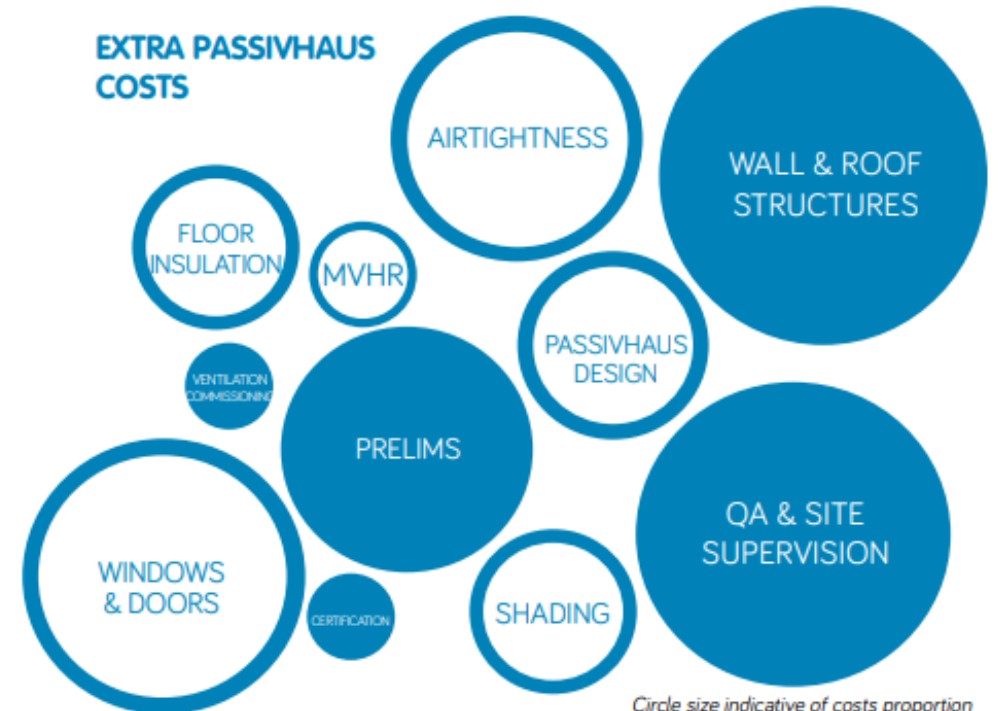 EXTRA PASSIVHAUS
COSTS
AIRTIGHTNESS
WALL & ROOF
STRUCTURES
FLOOR
INSULATION
MVHR
PASSIVHAUS
DESIGN
VENTILATION
COMMISSIONING
PRELIMS
QA & SITE
SUPERVISION
WINDOWS
& DOORS
CERTIFICATION
SHADING
Circle size indicative of costs proportion